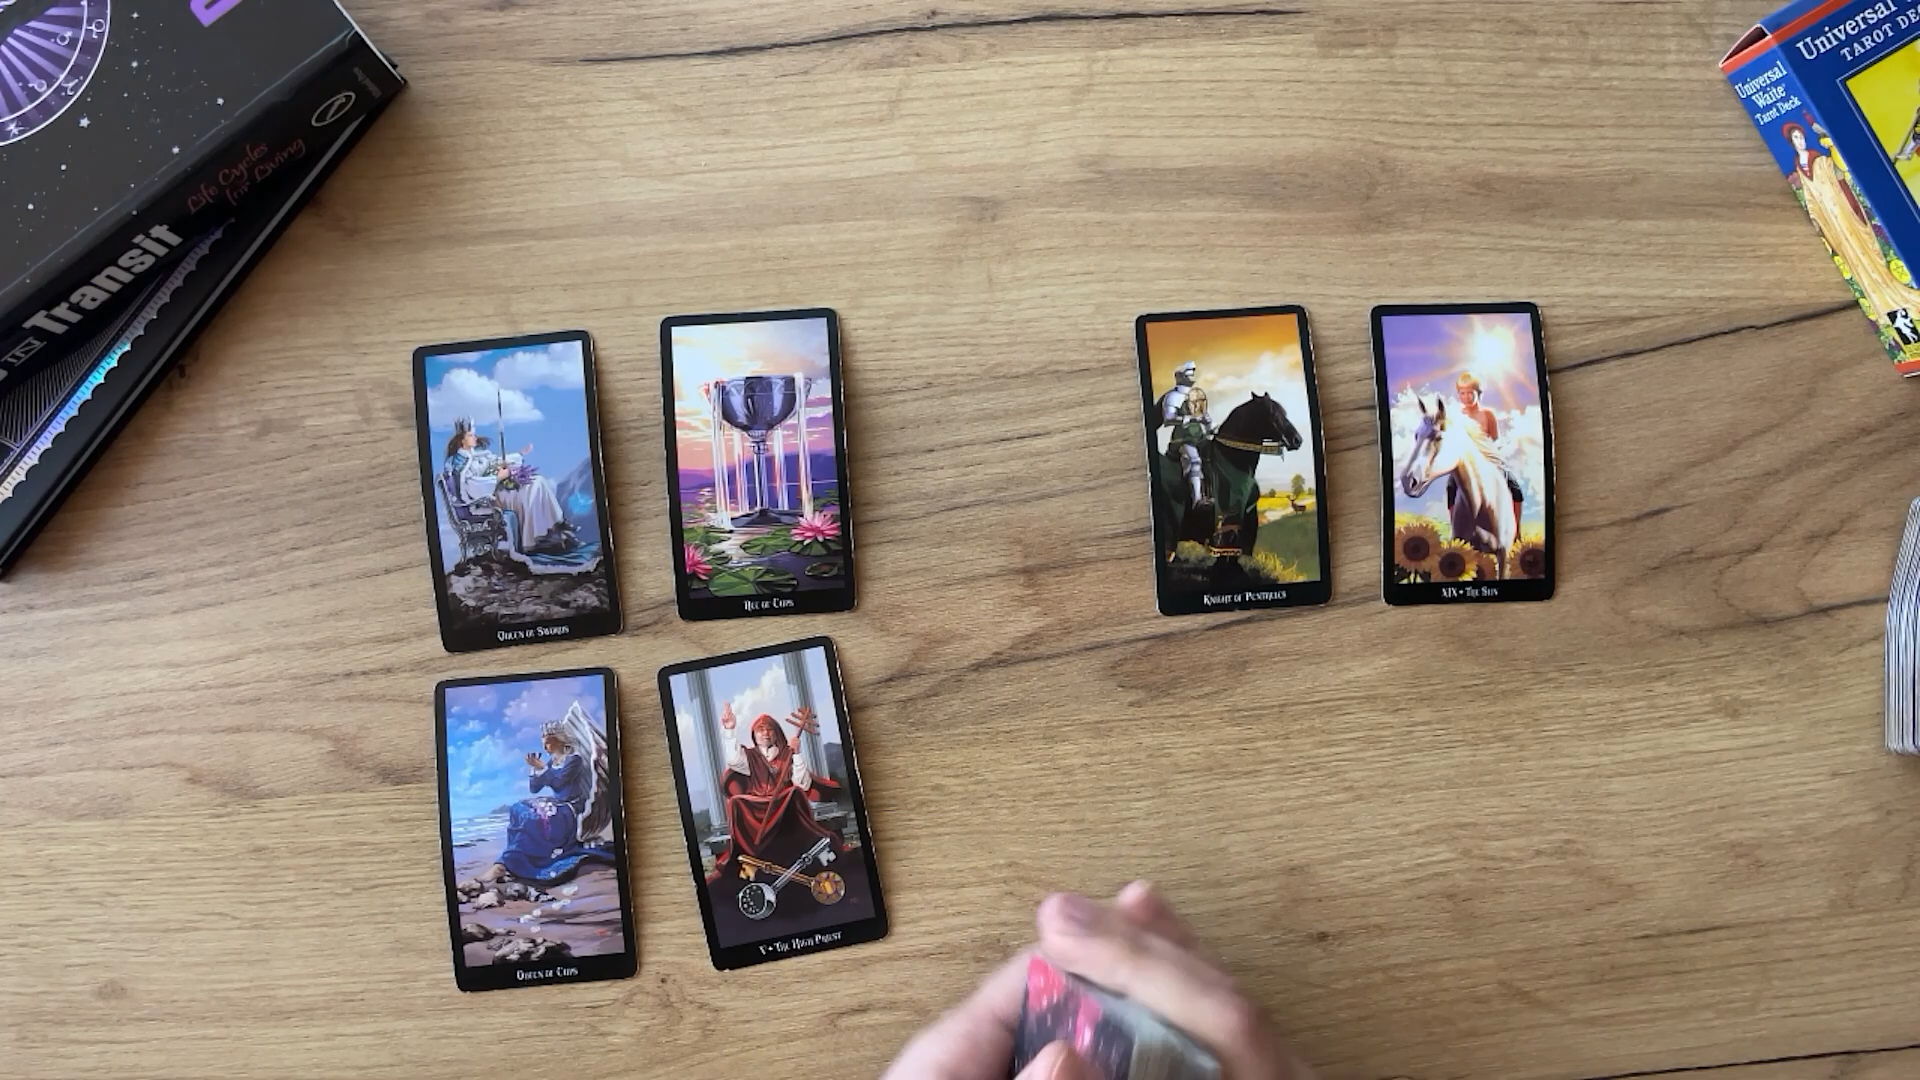 Life Cycles
for Living
IN Transit
Universal
TAROT
Universal
Waite
Tarot Deck
QUEEN OF SWORDS
ACE OF CUPS
KNIGHT OF PENTACLES
XIX • THE SUN
QUEEN OF CUPS
V • THE HIGH PRIEST